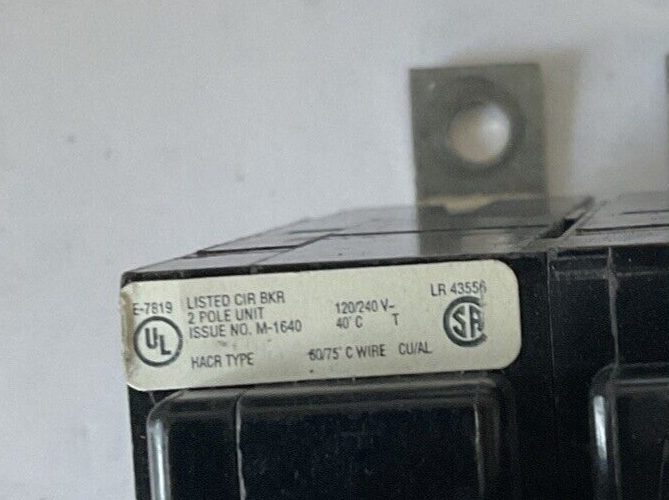 E-7819 LISTED CIR BKR
2 POLE UNIT 120/240 V~ LR 43556
UL ISSUE NO. M-1640 40° C T SA
HACR TYPE 60/75° C WIRE CU/AL